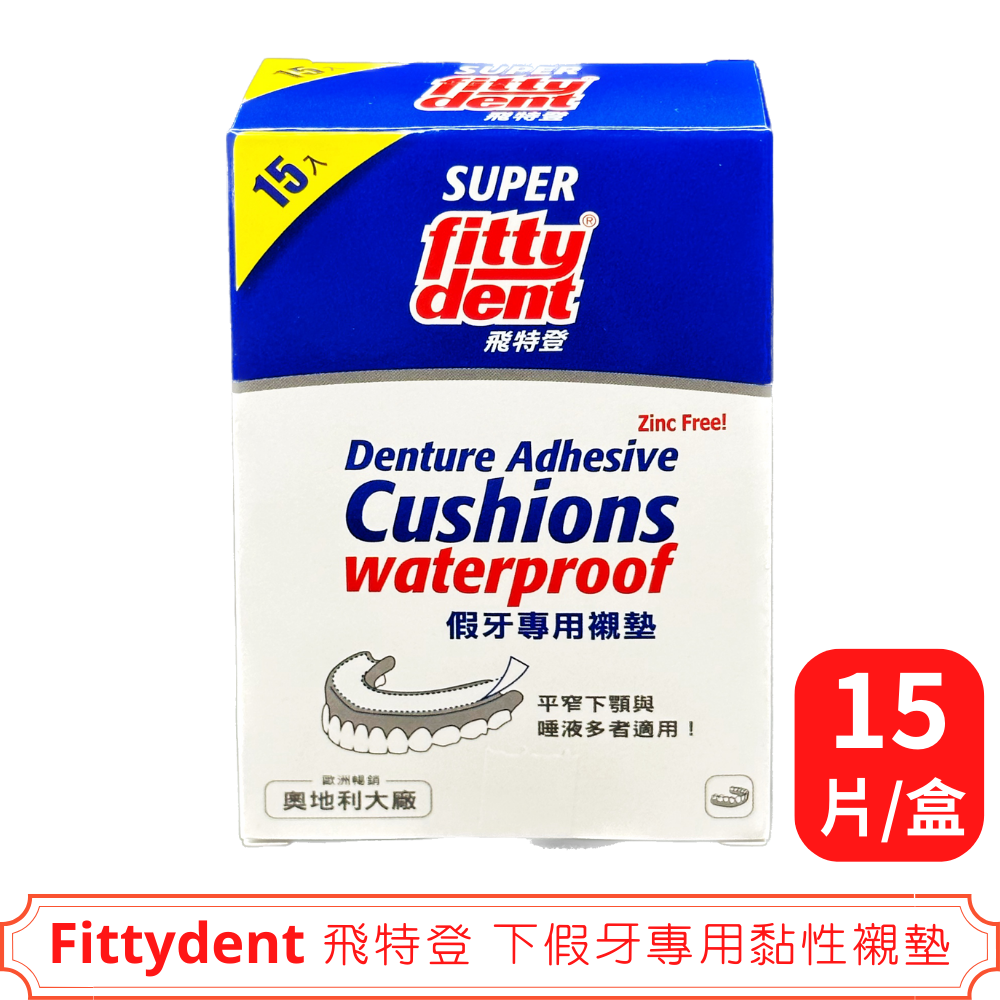 15入
SUPER
fitty
dent
飛特登
15入
SUPER
fitty®
dent
飛特登
Zinc Free!
Denture Adhesive
Cushions
waterproof
假牙專用襯墊
平窄下顎與
唾液多者適用！
歐洲暢銷
奧地利大廠
15
片/盒
Fittydent 飛特登 下假牙專用黏性襯墊